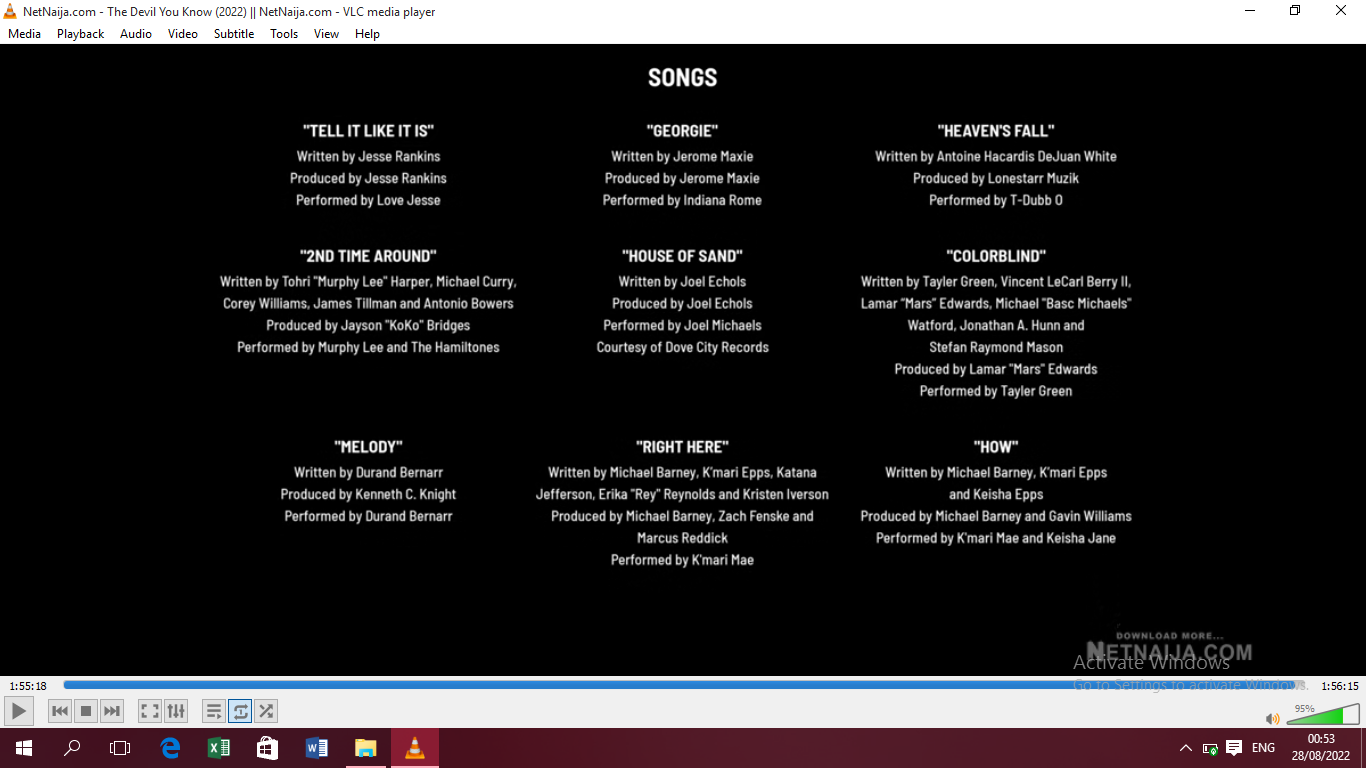 NetNaija.com - The Devil You Know (2022) || NetNaija.com - VLC media player
Media Playback Audio Video Subtitle Tools View Help
SONGS
"TELL IT LIKE IT IS"
Written by Jesse Rankins
Produced by Jesse Rankins
Performed by Love Jesse
"GEORGIE"
Written by Jerome Maxie
Produced by Jerome Maxie
Performed by Indiana Rome
"HEAVEN'S FALL"
Written by Antoine Hacardis DeJuan White
Produced by Lonestarr Muzik
Performed by T-Dubb O
"2ND TIME AROUND"
Written by Tohri "Murphy Lee" Harper, Michael Curry,
Corey Williams, James Tillman and Antonio Bowers
Produced by Jayson "KoKo" Bridges
Performed by Murphy Lee and The Hamiltones
"HOUSE OF SAND"
Written by Joel Echols
Produced by Joel Echols
Performed by Joel Michaels
Courtesy of Dove City Records
"COLORBLIND"
Written by Tayler Green, Vincent LeCarl Berry II,
Lamar "Mars" Edwards, Michael "Basc Michaels"
Watford, Jonathan A. Hunn and
Stefan Raymond Mason
Produced by Lamar "Mars" Edwards
Performed by Tayler Green
"MELODY"
Written by Durand Bernarr
Produced by Kenneth C. Knight
Performed by Durand Bernarr
"RIGHT HERE"
Written by Michael Barney, K'mari Epps, Katana
Jefferson, Erika "Rey" Reynolds and Kristen Iverson
Produced by Michael Barney, Zach Fenske and
Marcus Reddick
Performed by K'mari Mae
"HOW"
Written by Michael Barney, K'mari Epps
and Keisha Epps
Produced by Michael Barney and Gavin Williams
Performed by K'mari Mae and Keisha Jane
DOWNLOAD MORE...
NETNAIJA.COM
Activate Windows
Go to Settings to activate Windows.
1:55:18
1:56:15
95%
ENG
00:53
28/08/2022